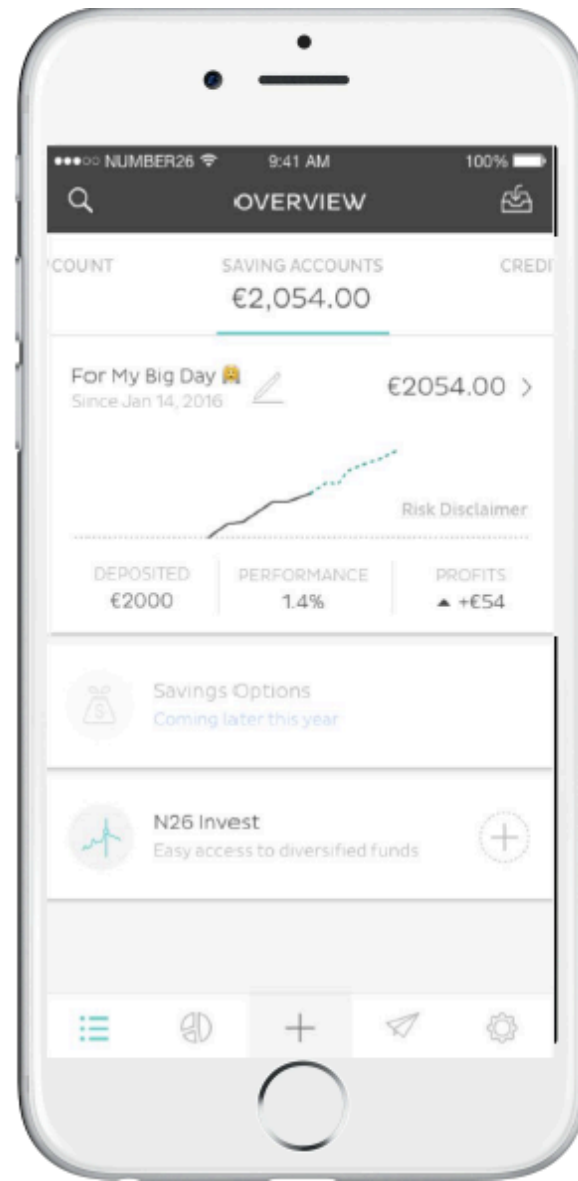 NUMBER26 9:41 AM 100%
OVERVIEW
COUNT SAVING ACCOUNTS CREDI
€2,054.00
For My Big Day 👰 €2054.00 >
Since Jan 14, 2016
Risk Disclaimer
DEPOSITED PERFORMANCE PROFITS
€2000 1.4% ▲ +€54
Savings Options
Coming later this year
N26 Invest
Easy access to diversified funds